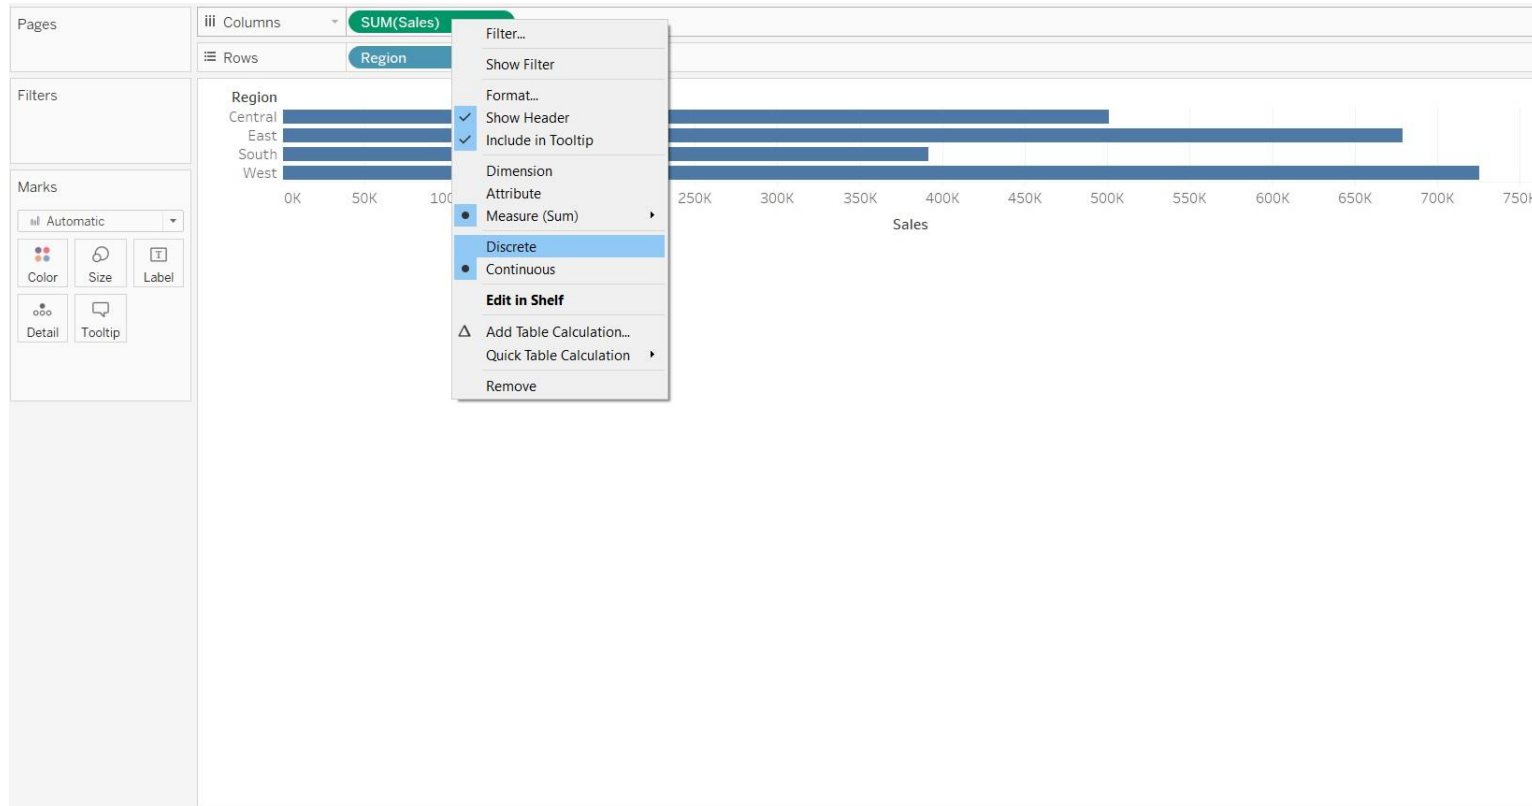 Pages
Columns
SUM(Sales)
Rows
Region
Filters
Marks
Automatic
Color
Size
T
Label
Detail
Tooltip
Filter...
Show Filter
Format...
Show Header
Include in Tooltip
Dimension
Attribute
Measure (Sum)
Discrete
Continuous
Edit in Shelf
Add Table Calculation...
Quick Table Calculation
Remove
Region
Central
East
South
West
0K 50K 100 250K 300K 350K 400K 450K 500K 550K 600K 650K 700K 750K
Sales